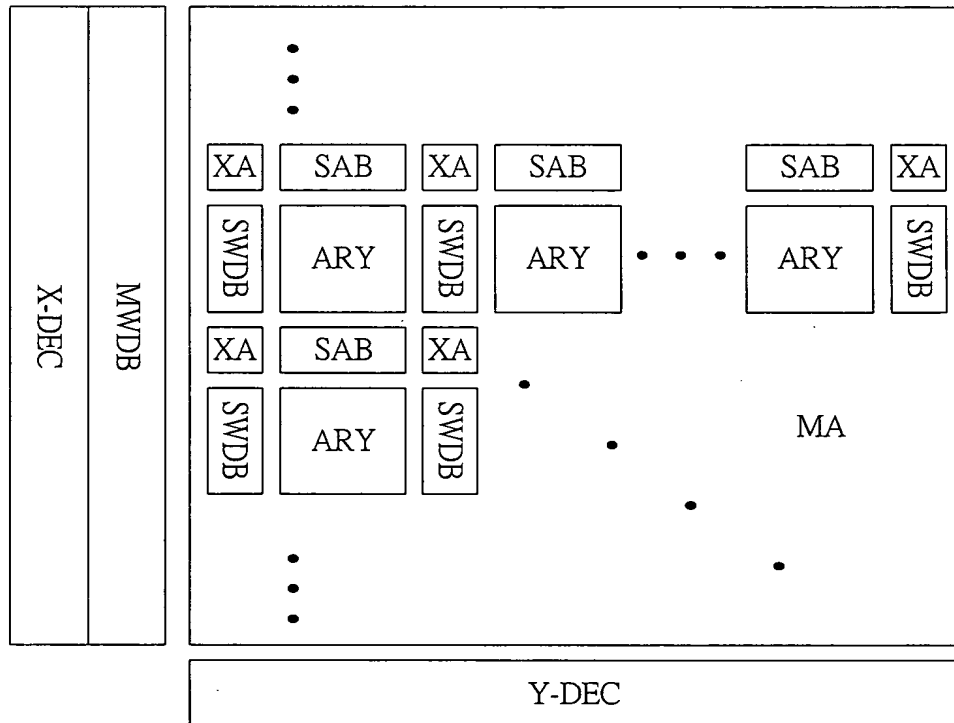 X-DEC
MWDB
XA SAB XA SAB SAB XA
SWDB ARY SWDB ARY ARY SWDB
XA SAB XA
SWDB ARY SWDB
MA
Y-DEC